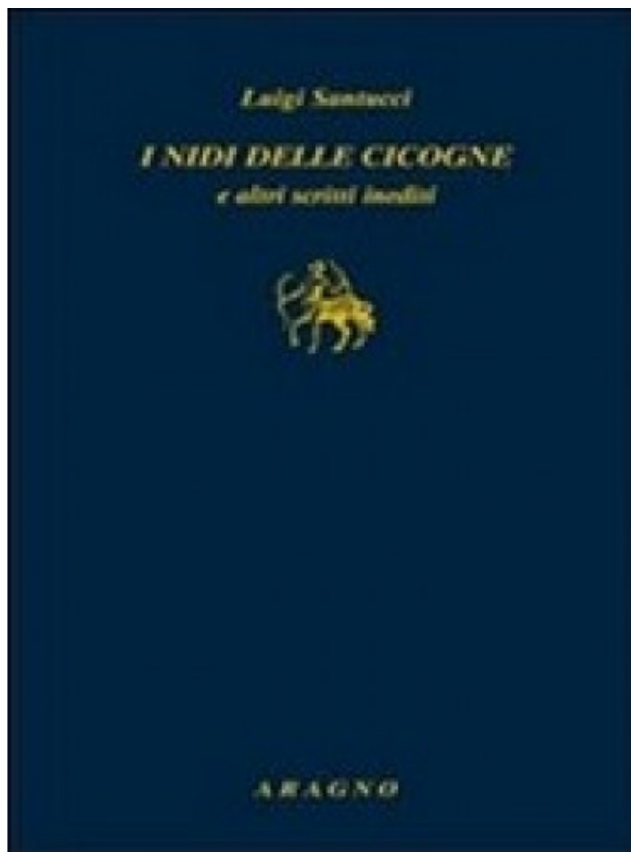 Luigi Santucci
I NIDI DELLE CICOGNE
e altri scritti inediti
ARAGNO